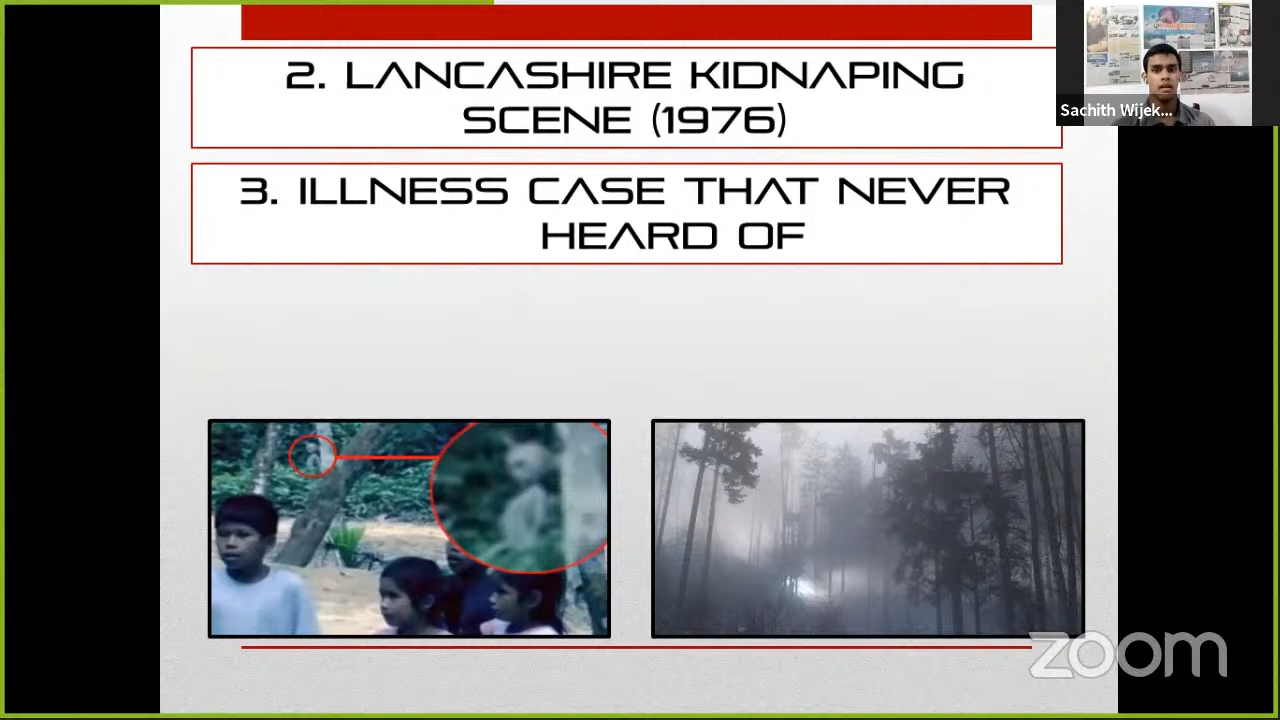 2. LANCASHIRE KIDNAPING
SCENE (1976)
Sachith Wijek...
3. ILLNESS CASE THAT NEVER
HEARD OF
zoom